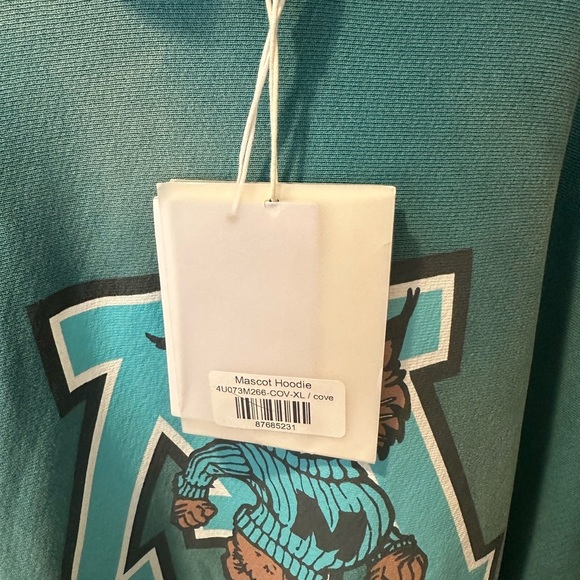 Mascot Hoodie
4U073M266-COV-XL / cove
87685231